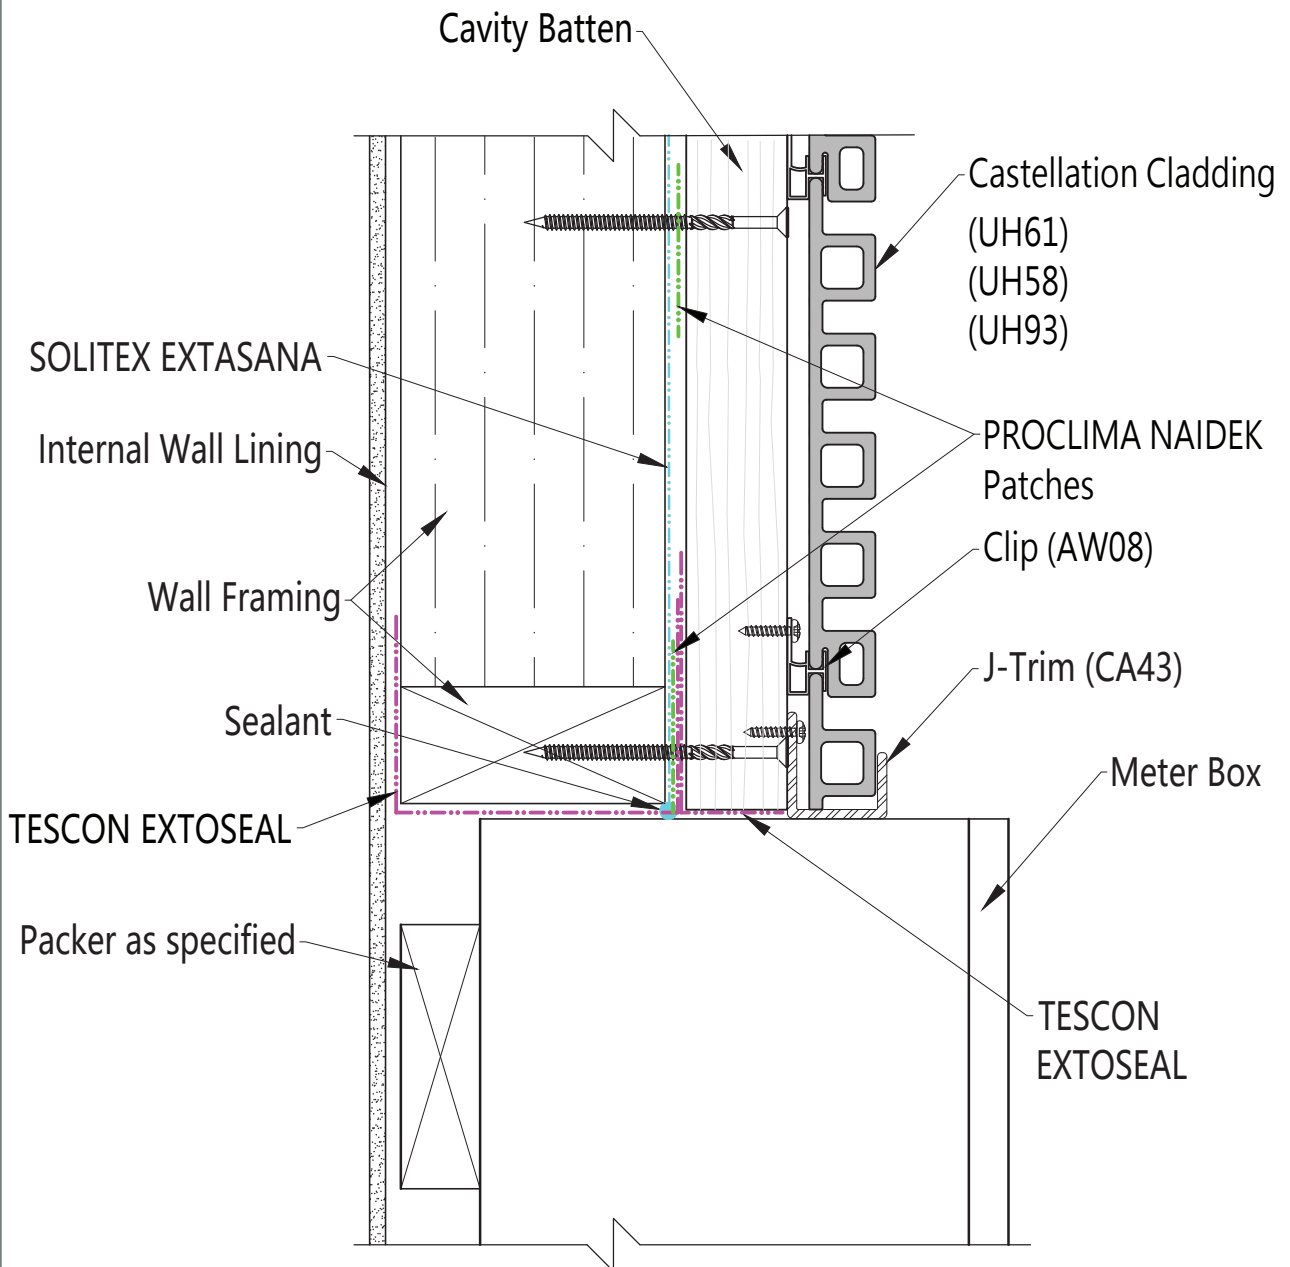 Cavity Batten
Castellation Cladding
(UH61)
(UH58)
(UH93)
SOLITEX EXTASANA
Internal Wall Lining
PROCLIMA NAIDEK
Patches
Clip (AW08)
Wall Framing
J-Trim (CA43)
Sealant
Meter Box
TESCON EXTOSEAL
Packer as specified
TESCON
EXTOSEAL